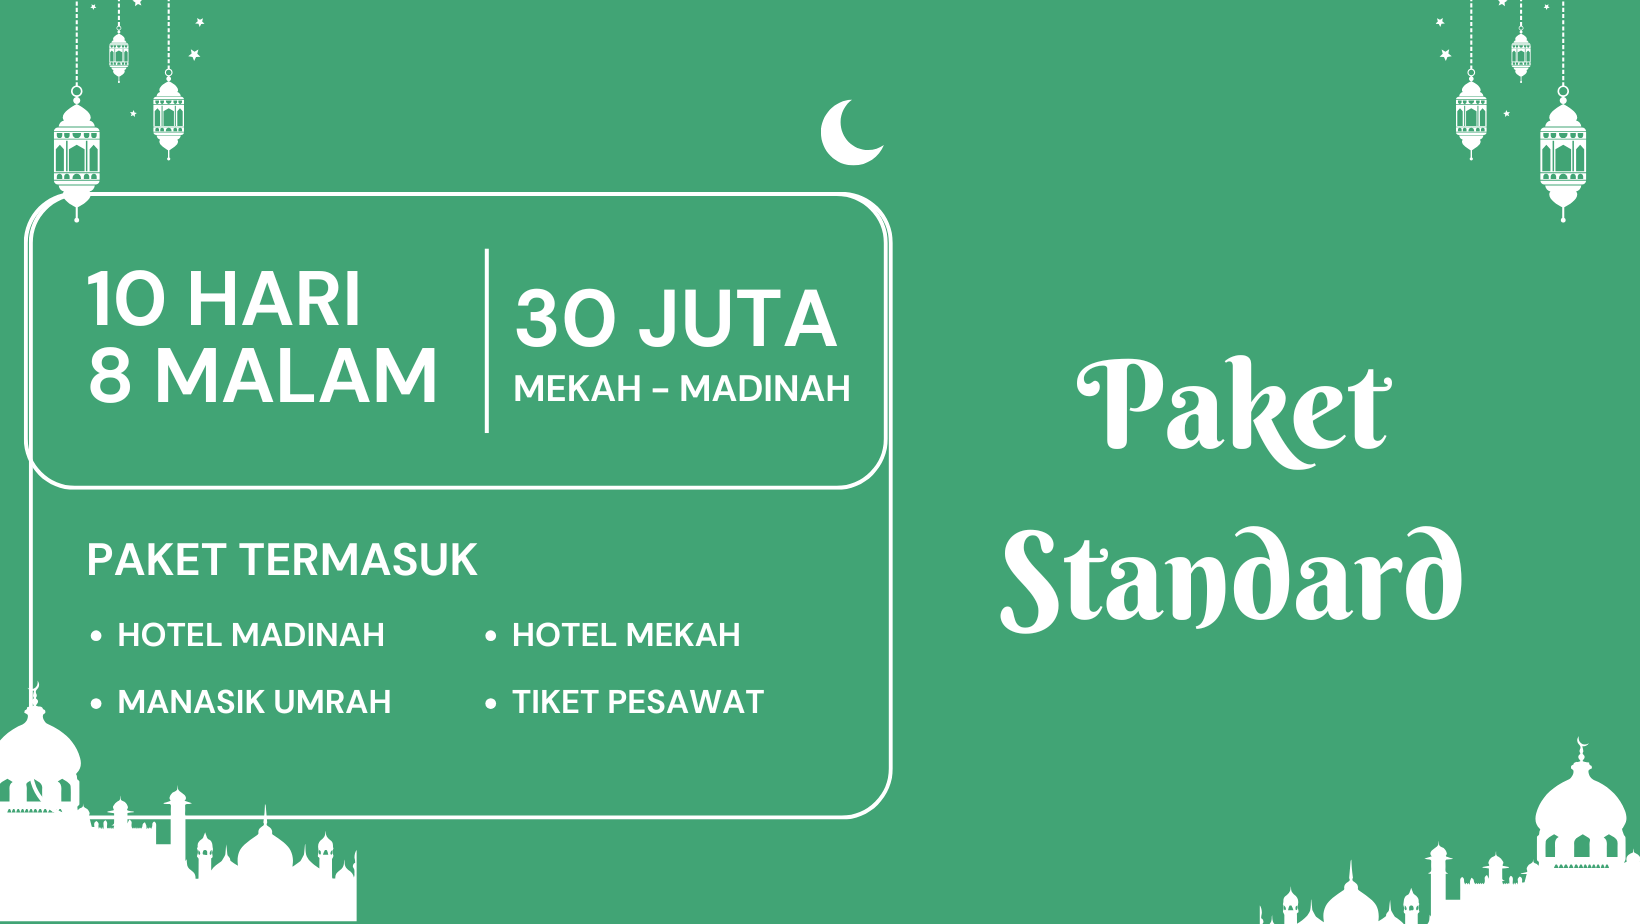 10 HARI
8 MALAM
30 JUTA
MEKAH – MADINAH
PAKET TERMASUK
• HOTEL MADINAH
• HOTEL MEKAH
• MANASIK UMRAH
• TIKET PESAWAT
Paket
Standard